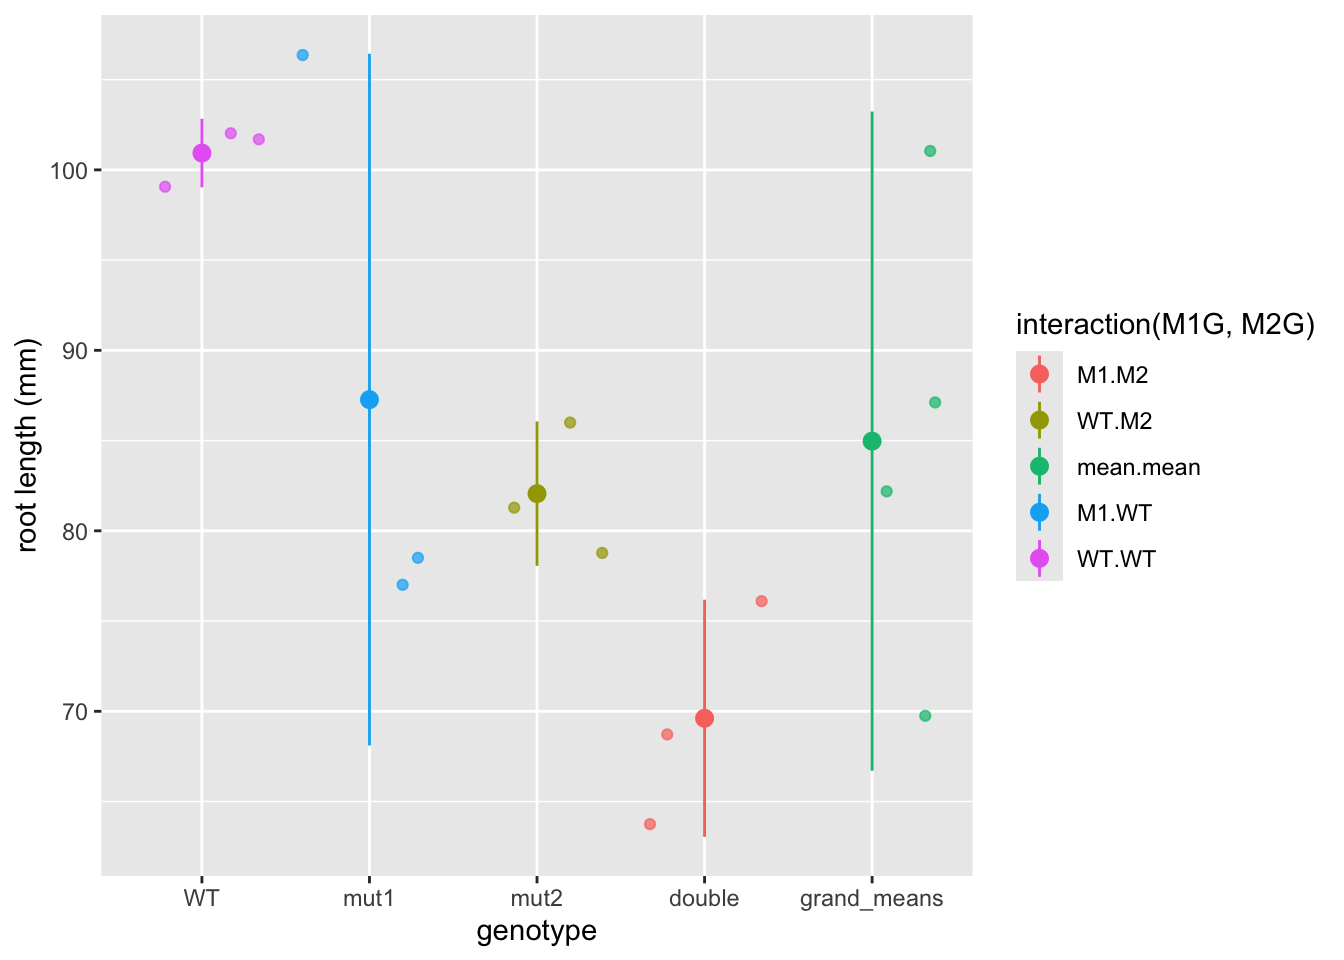 root length (mm)
100
90
80
70
WT
mut1
mut2
double
grand_means
genotype
interaction(M1G, M2G)
M1.M2
WT.M2
mean.mean
M1.WT
WT.WT